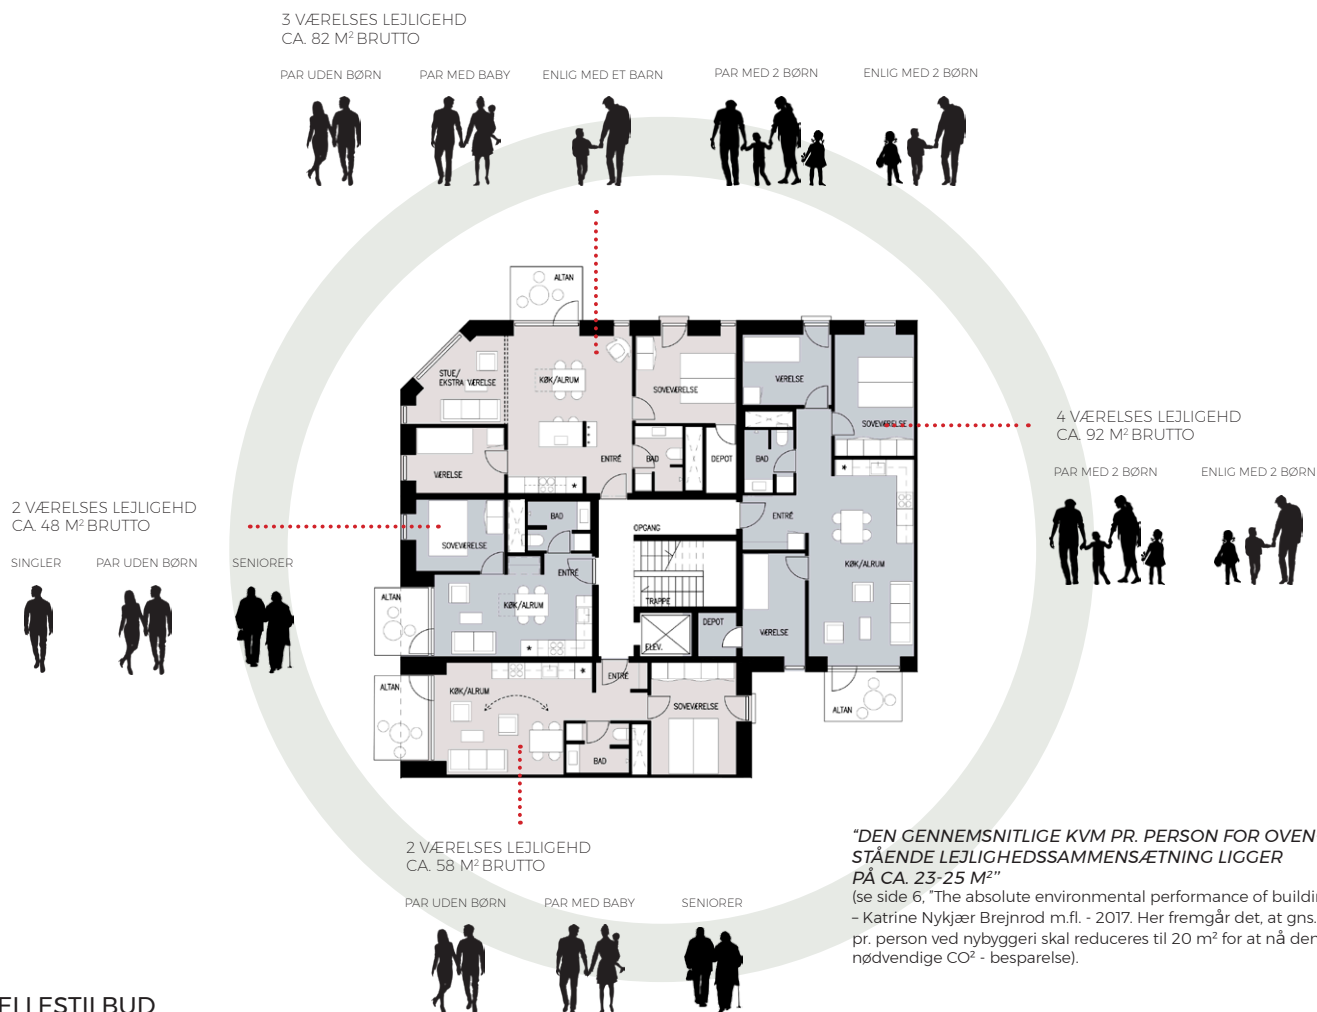 3 VÆRELSES LEJLIGEHD
CA. 82 M² BRUTTO
PAR UDEN BØRN
PAR MED BABY
ENLIG MED ET BARN
PAR MED 2 BØRN
ENLIG MED 2 BØRN
ALTAN
STUE/
EKSTRA VÆRELSE
KØK/ALRUM
SOVEVÆRELSE
VÆRELSE
SOVEVÆRELSE
VÆRELSE
ENTRÉ
BAD
DEPOT
BAD
4 VÆRELSES LEJLIGEHD
CA. 92 M² BRUTTO
PAR MED 2 BØRN
ENLIG MED 2 BØRN
2 VÆRELSES LEJLIGEHD
CA. 48 M² BRUTTO
SINGLER
PAR UDEN BØRN
SENIORER
SOVEVÆRELSE
BAD
OPGANG
ENTRÉ
ENTRÉ
KØK/ALRUM
ALTAN
KØK/ALRUM
TRAPPE
DEPOT
ELEV.
VÆRELSE
ALTAN
KØK/ALRUM
ENTRÉ
SOVEVÆRELSE
BAD
ALTAN
2 VÆRELSES LEJLIGEHD
CA. 58 M² BRUTTO
PAR UDEN BØRN
PAR MED BABY
SENIORER
"DEN GENNEMSNITLIGE KVM PR. PERSON FOR OVEN
STÅENDE LEJLIGHEDSSAMMENSÆTNING LIGGER
PÅ CA. 23-25 M²"
(se side 6, "The absolute environmental performance of buildin
– Katrine Nykjær Brejnrod m.fl. - 2017. Her fremgår det, at gns.
pr. person ved nybyggeri skal reduceres til 20 m² for at nå den
nødvendige CO² - besparelse).
ELLESTILBUD